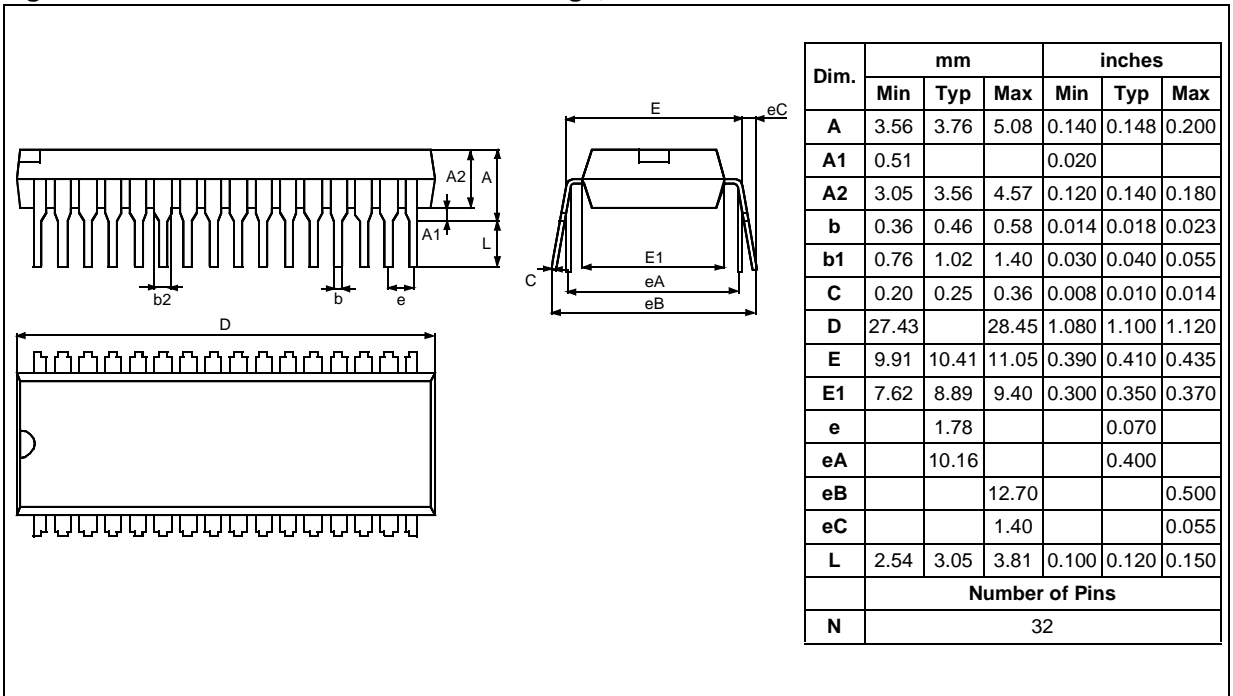 E
eC
A2
A
A1
L
b2
b
e
C
E1
eA
eB
D
Dim. mm inches
Min Typ Max Min Typ Max
A 3.56 3.76 5.08 0.140 0.148 0.200
A1 0.51 0.020
A2 3.05 3.56 4.57 0.120 0.140 0.180
b 0.36 0.46 0.58 0.014 0.018 0.023
b1 0.76 1.02 1.40 0.030 0.040 0.055
C 0.20 0.25 0.36 0.008 0.010 0.014
D 27.43 28.45 1.080 1.100 1.120
E 9.91 10.41 11.05 0.390 0.410 0.435
E1 7.62 8.89 9.40 0.300 0.350 0.370
e 1.78 0.070
eA 10.16 0.400
eB 12.70 0.500
eC 1.40 0.055
L 2.54 3.05 3.81 0.100 0.120 0.150
Number of Pins
N 32